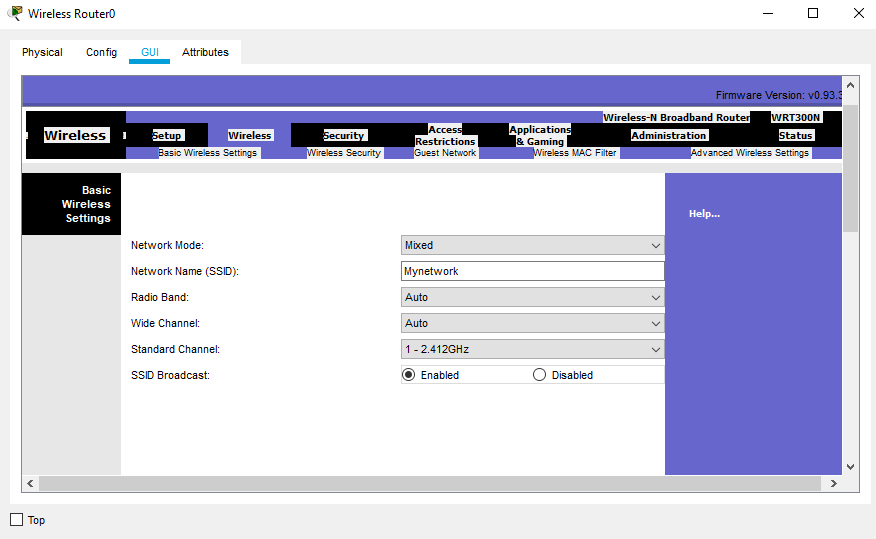 Wireless Router0
Physical Config GUI Attributes
Firmware Version: v0.93.3
Wireless-N Broadband Router WRT300N
Wireless Setup Wireless Security Access Restrictions Applications & Gaming Administration Status
Basic Wireless Settings Wireless Security Guest Network Wireless MAC Filter Advanced Wireless Settings
Basic
Wireless
Settings
Help...
Network Mode: Mixed
Network Name (SSID): Mynetwork
Radio Band: Auto
Wide Channel: Auto
Standard Channel: 1 - 2.412GHz
SSID Broadcast: Enabled Disabled
Top